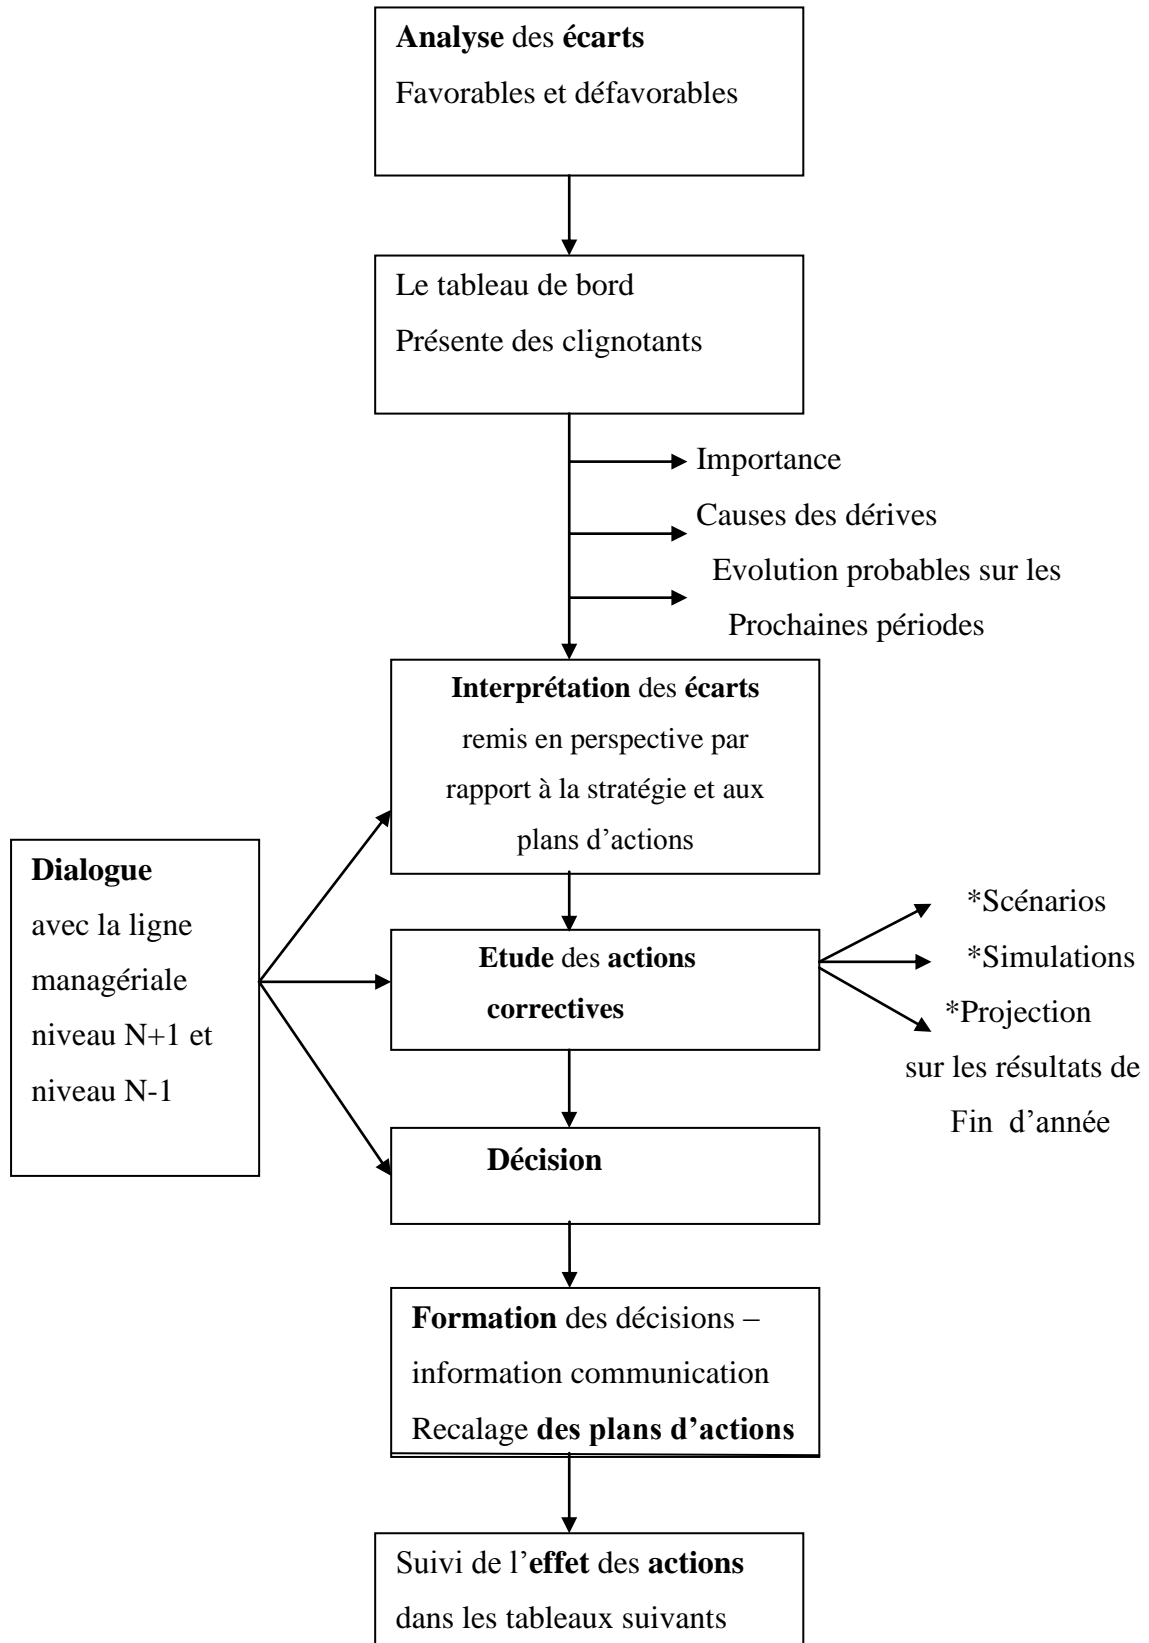 Analyse des écarts
Favorables et défavorables
Le tableau de bord
Présente des clignotants
Importance
Causes des dérives
Evolution probables sur les
Prochaines périodes
Interprétation des écarts
remis en perspective par
rapport à la stratégie et aux
plans d’actions
Dialogue
avec la ligne
managériale
niveau N+1 et
niveau N-1
Etude des actions
correctives
*Scénarios
*Simulations
*Projection
sur les résultats de
Fin d’année
Décision
Formation des décisions –
information communication
Recalage des plans d’actions
Suivi de l’effet des actions
dans les tableaux suivants